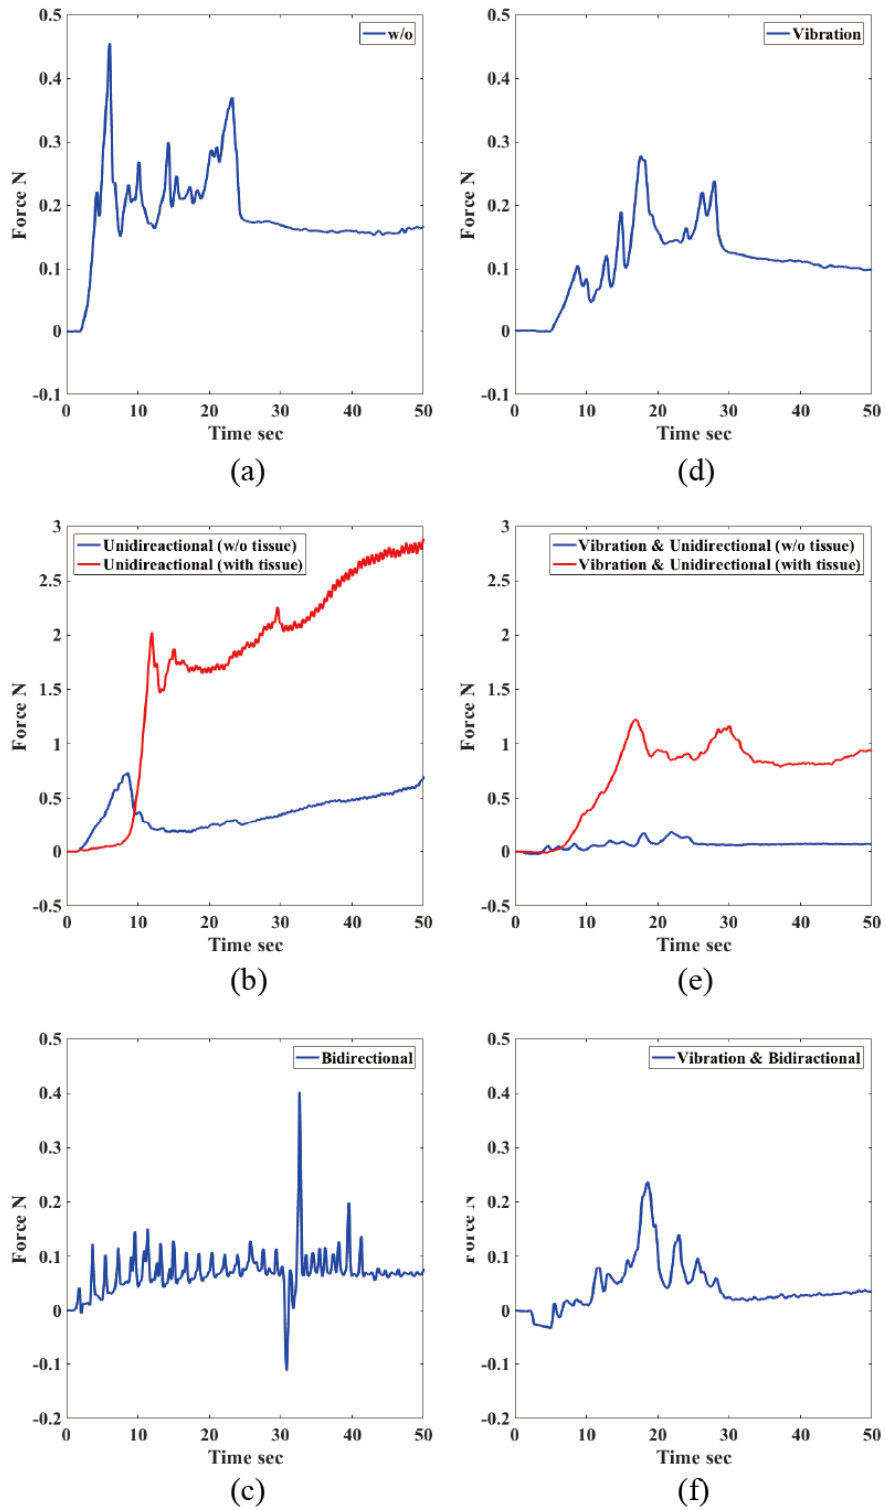 0.5
w/o
0.4
0.3
Force N
0.2
0.1
0
-0.1
0 10 20 30 40 50
Time sec
(a)
0.5
Vibration
0.4
0.3
Force N
0.2
0.1
0
-0.1
0 10 20 30 40 50
Time sec
(d)
3
Unidireactional (w/o tissue)
Unidireactional (with tissue)
2.5
2
1.5
Force N
1
0.5
0
-0.5
0 10 20 30 40 50
Time sec
(b)
3
Vibration & Unidirectional (w/o tissue)
Vibration & Unidirectional (with tissue)
2.5
2
1.5
Force N
1
0.5
0
-0.5
0 10 20 30 40 50
Time sec
(e)
0.5
Bidirectional
0.4
0.3
0.2
Force N
0.1
0
-0.1
-0.2
0 10 20 30 40 50
Time sec
(c)
0.5
Vibration & Bidiractional
0.4
0.3
0.2
Force N
0.1
0
-0.1
-0.2
0 10 20 30 40 50
Time sec
(f)